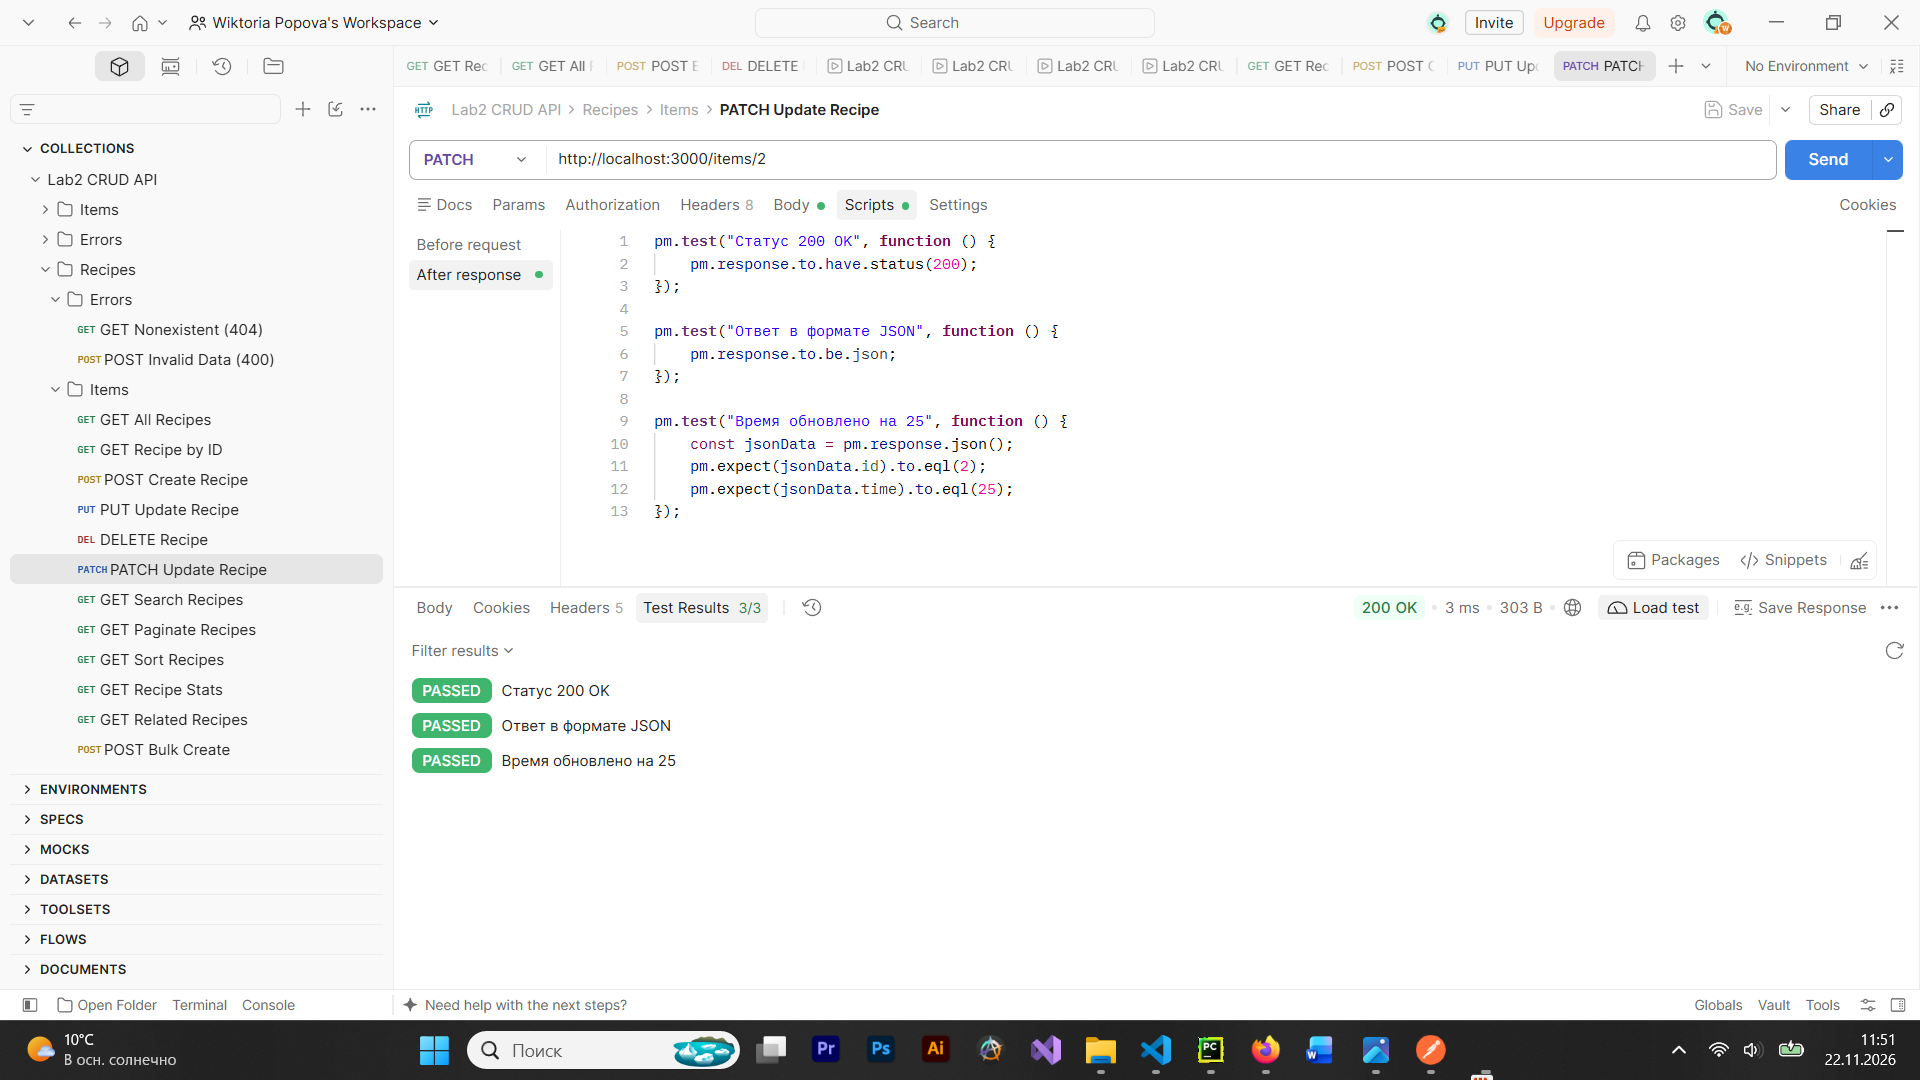 Wiktoria Popova's Workspace
Search
Invite
Upgrade
GET GET Rec
GET GET All
POST POST
DEL DELETE
Lab2 CRU
Lab2 CRU
Lab2 CRU
Lab2 CRU
GET GET Rec
POST POST
PUT PUT Upd
PATCH PATCH
No Environment
Lab2 CRUD API > Recipes > Items > PATCH Update Recipe
Save
Share
COLLECTIONS
Lab2 CRUD API
Items
Errors
Recipes
Errors
GET GET Nonexistent (404)
POST POST Invalid Data (400)
Items
GET GET All Recipes
GET GET Recipe by ID
POST POST Create Recipe
PUT PUT Update Recipe
DEL DELETE Recipe
PATCH PATCH Update Recipe
GET GET Search Recipes
GET GET Paginate Recipes
GET GET Sort Recipes
GET GET Recipe Stats
GET GET Related Recipes
POST POST Bulk Create
ENVIRONMENTS
SPECS
MOCKS
DATASETS
TOOLSETS
FLOWS
DOCUMENTS
HTTP
PATCH
http://localhost:3000/items/2
Send
Docs
Params
Authorization
Headers 8
Body
Scripts
Settings
Cookies
Before request
After response
1 pm.test("Статус 200 OK", function () {
2 pm.response.to.have.status(200);
3 });
4
5 pm.test("Ответ в формате JSON", function () {
6 pm.response.to.be.json;
7 });
8
9 pm.test("Время обновлено на 25", function () {
10 const jsonData = pm.response.json();
11 pm.expect(jsonData.id).to.eql(2);
12 pm.expect(jsonData.time).to.eql(25);
13 });
Packages
Snippets
Body
Cookies
Headers 5
Test Results 3/3
200 OK
3 ms
303 B
Load test
e.g. Save Response
Filter results
PASSED Статус 200 OK
PASSED Ответ в формате JSON
PASSED Время обновлено на 25
Open Folder
Terminal
Console
Need help with the next steps?
Globals
Vault
Tools
10°C
В осн. солнечно
Поиск
Pr
Ps
Ai
PC
W
11:51
22.11.2026